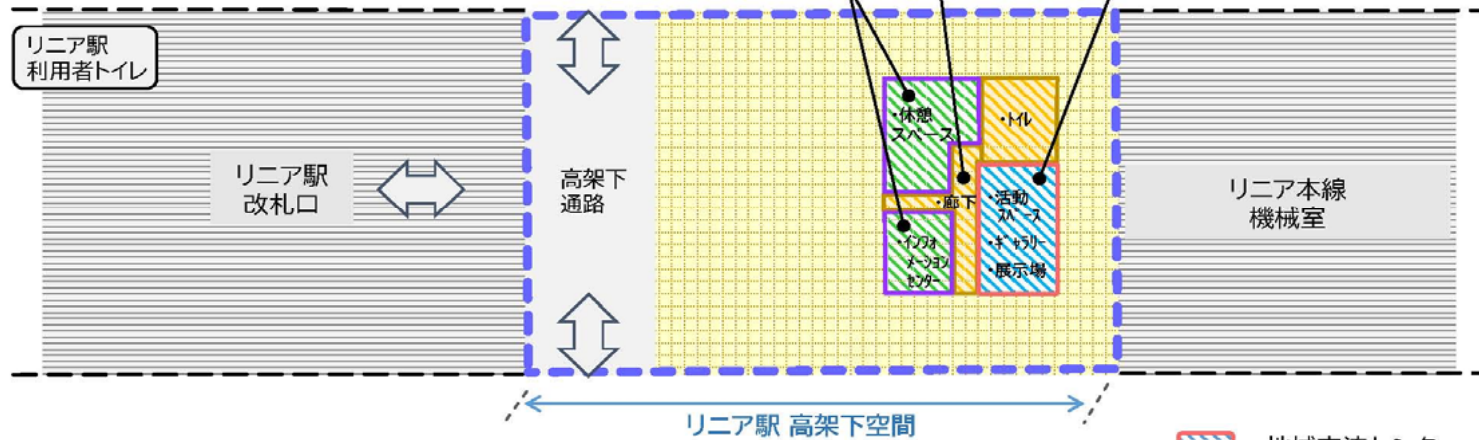 リニア駅
利用者トイレ
・休憩
スペース
・トイレ
リニア駅
改札口
高架下
通路
・廊下
・活動
スペース
・ギャラリー
・展示場
・インフォ
メーション
センター
リニア本線
機械室
リニア駅 高架下空間